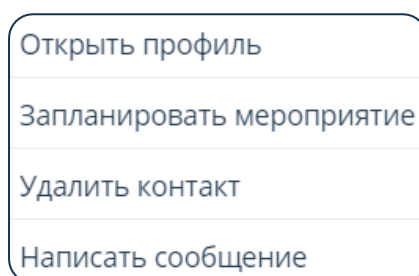 Открыть профиль
Запланировать мероприятие
Удалить контакт
Написать сообщение